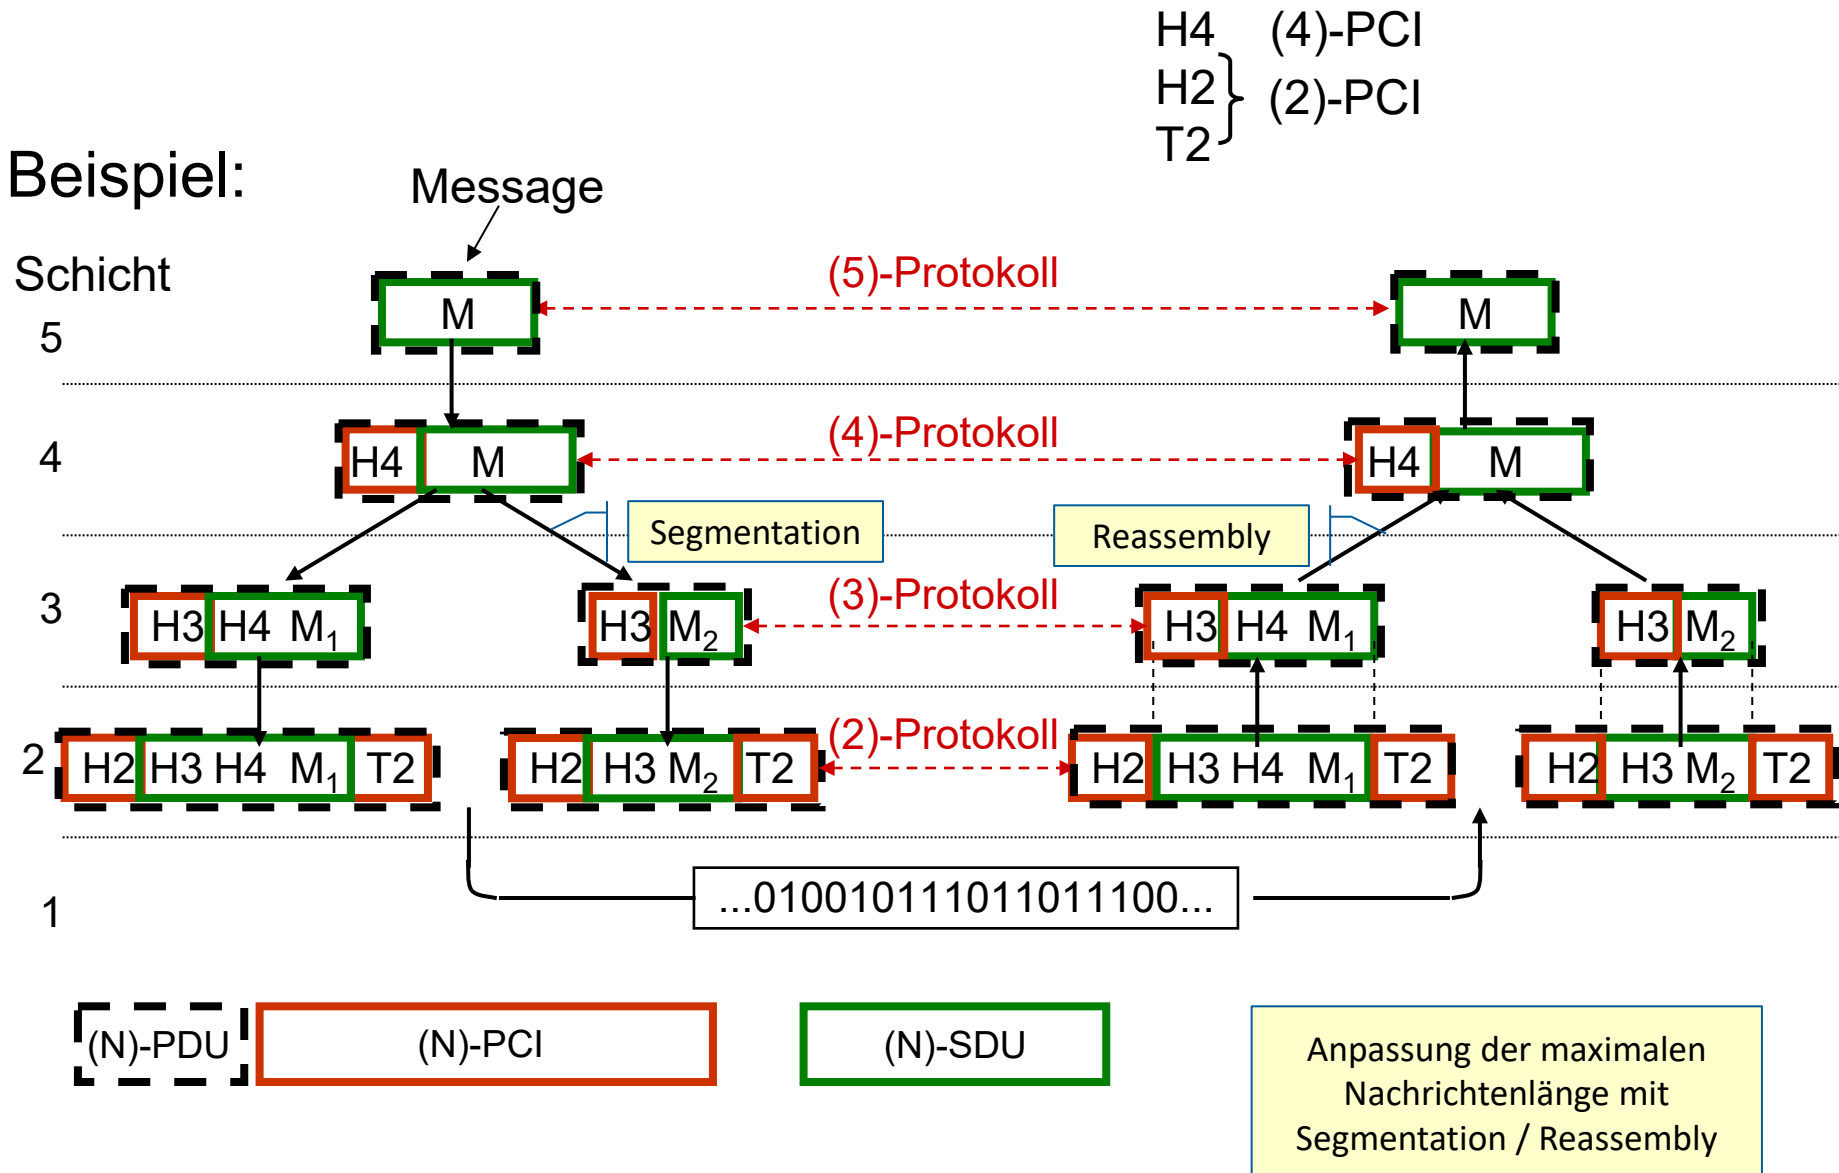 H4 (4)-PCI
H2
(2)-PCI
T2
Beispiel:
Message
Schicht
5
M
(5)-Protokoll
M
4
H4 M
(4)-Protokoll
H4 M
Segmentation
Reassembly
3
H3 H4 M₁
H3 M₂
(3)-Protokoll
H3 H4 M₁
H3 M₂
2
H2 H3 H4 M₁ T2
H2 H3 M₂ T2
(2)-Protokoll
H2 H3 H4 M₁ T2
H2 H3 M₂ T2
1
...010010111011011100...
(N)-PDU
(N)-PCI
(N)-SDU
Anpassung der maximalen
Nachrichtenlänge mit
Segmentation / Reassembly